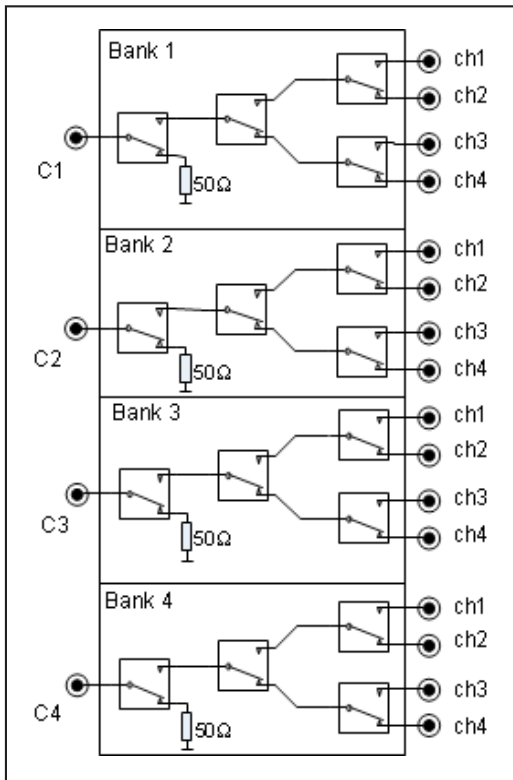 Bank 1
ch1
ch2
ch3
C1
ch4
50Ω
Bank 2
ch1
ch2
ch3
C2
ch4
50Ω
Bank 3
ch1
ch2
ch3
C3
ch4
50Ω
Bank 4
ch1
ch2
ch3
C4
ch4
50Ω